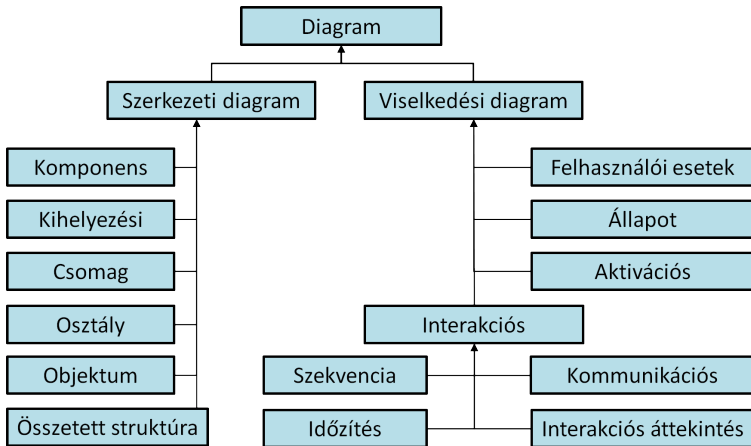 Diagram
Szerkezeti diagram
Viselkedési diagram
Komponens
Kihelyezési
Csomag
Osztály
Objektum
Összetett struktúra
Felhasználói esetek
Állapot
Aktivációs
Interakciós
Szekvencia
Kommunikációs
Időzítés
Interakciós áttekintés